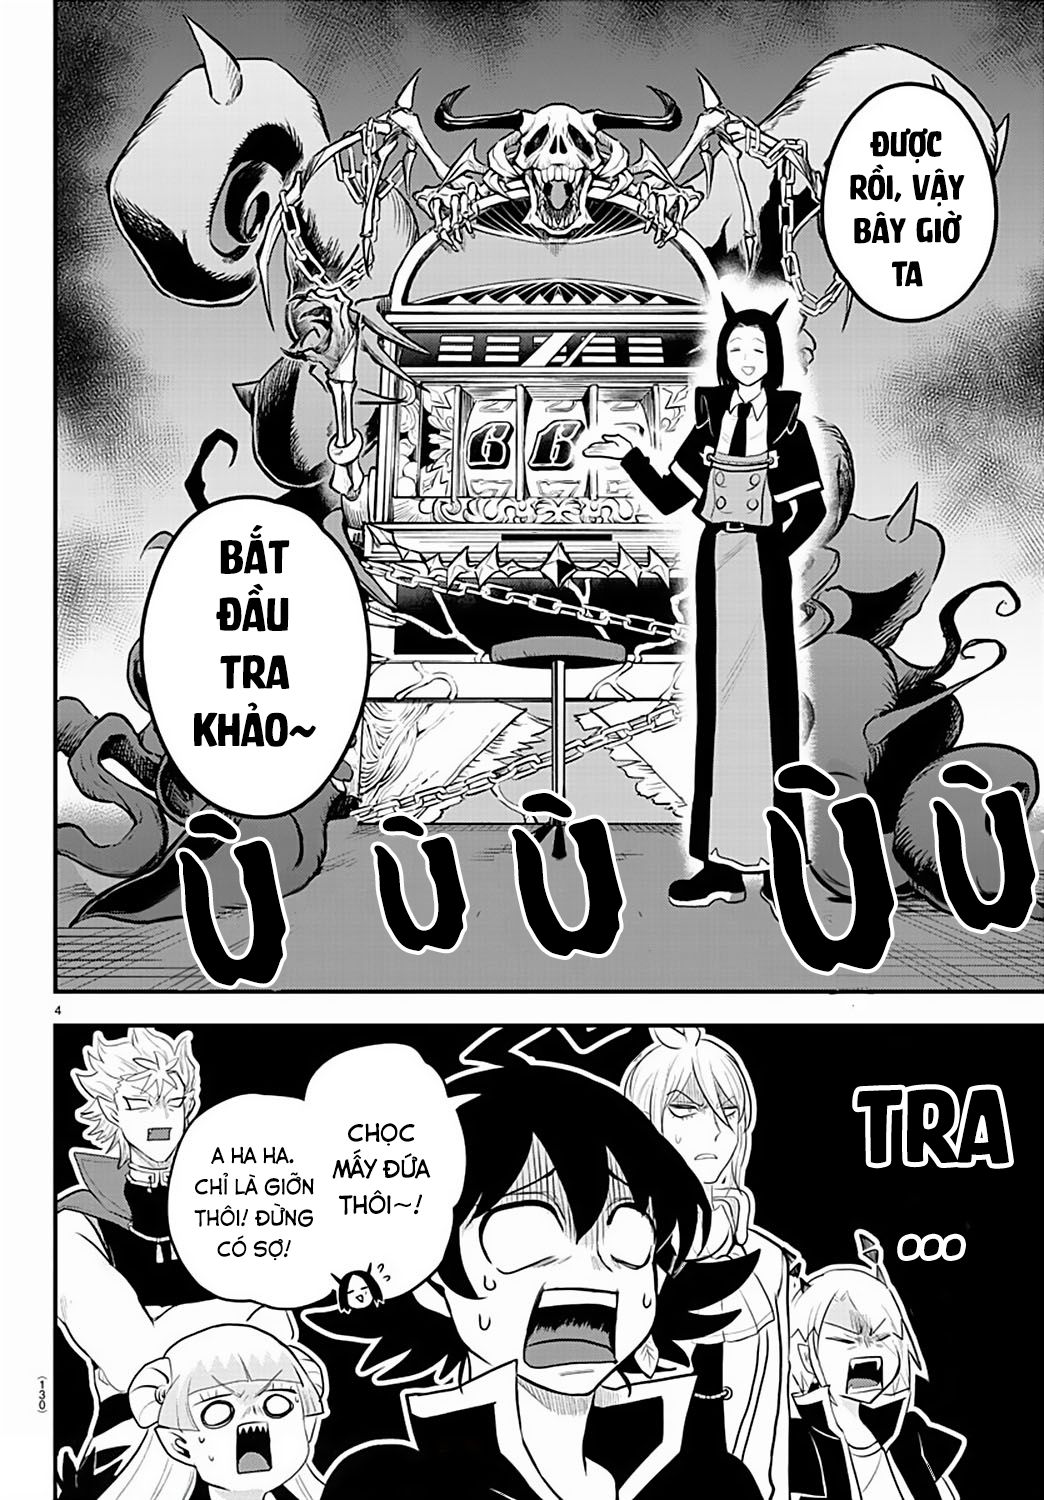 ĐƯỢC
RỒI, VẬY
BÂY GIỜ
TA
BẮT
ĐẦU
TRA
KHẢO~
Ù Ù Ù Ù Ù
4
TRA
OOO
CHỌC
MẤY ĐỨA
THÔI~!
A HA HA.
CHỈ LÀ GIỠN
THÔI! ĐỪNG
CÓ SỢ!
(130)